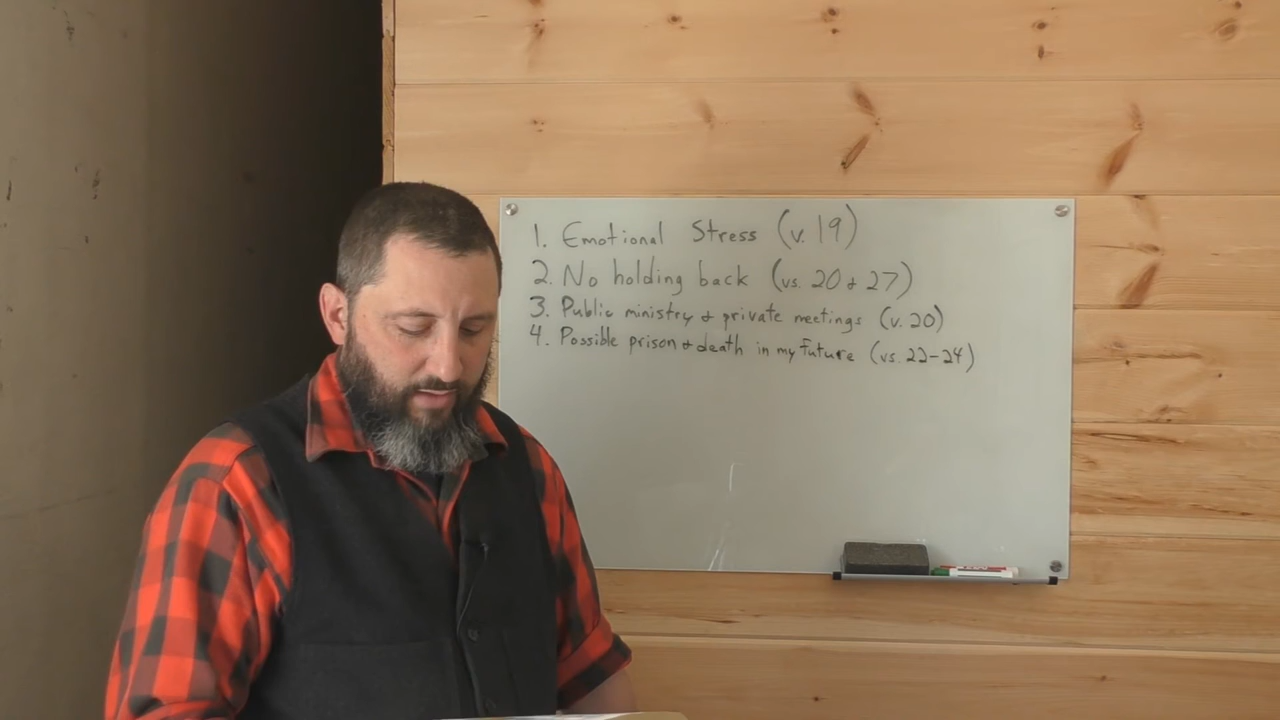 1. Emotional Stress (v. 19)
2. No holding back (vs. 20 & 27)
3. Public ministry & private meetings (v. 20)
4. Possible prison & death in my future (vs. 22-24)